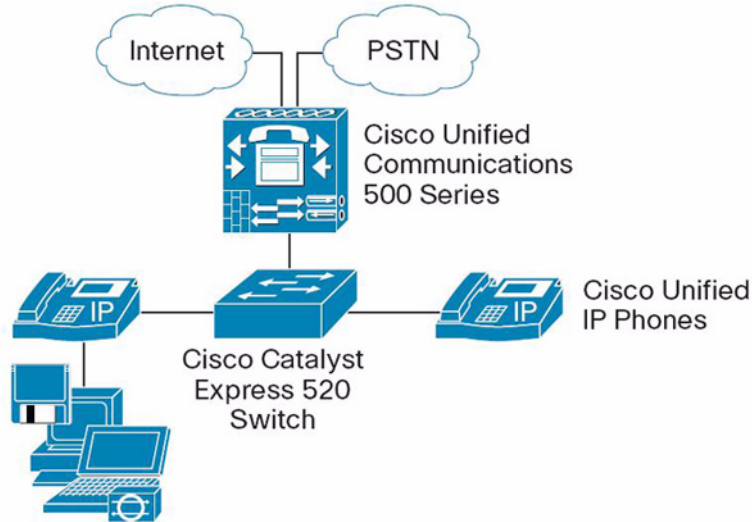 Internet
PSTN
Cisco Unified
Communications
500 Series
IP
IP
Cisco Unified
IP Phones
Cisco Catalyst
Express 520
Switch